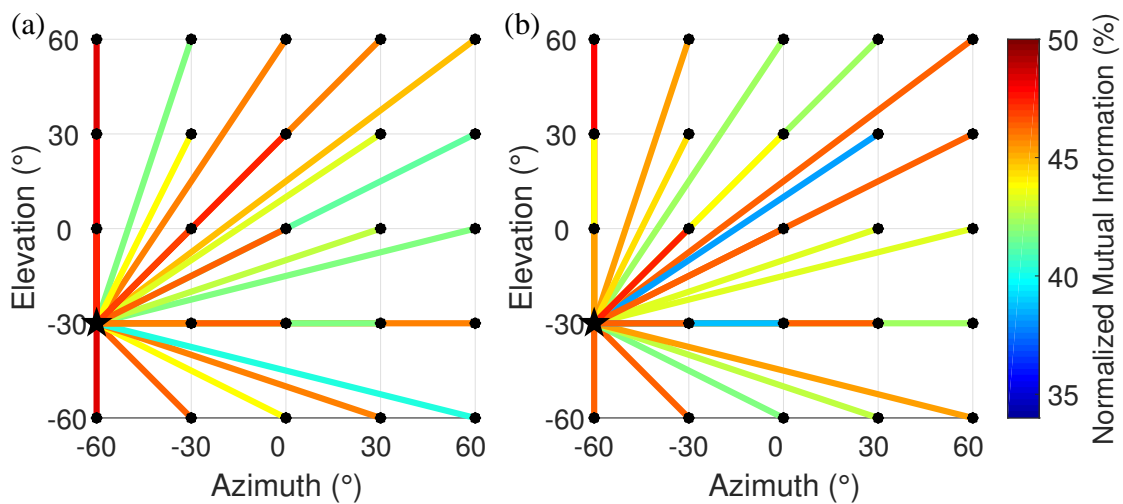 (a)
60
30
0
-30
-60
Elevation (°)
-60 -30 0 30 60
Azimuth (°)
(b)
60
30
0
-30
-60
Elevation (°)
-60 -30 0 30 60
Azimuth (°)
50
45
40
35
Normalized Mutual Information (%)